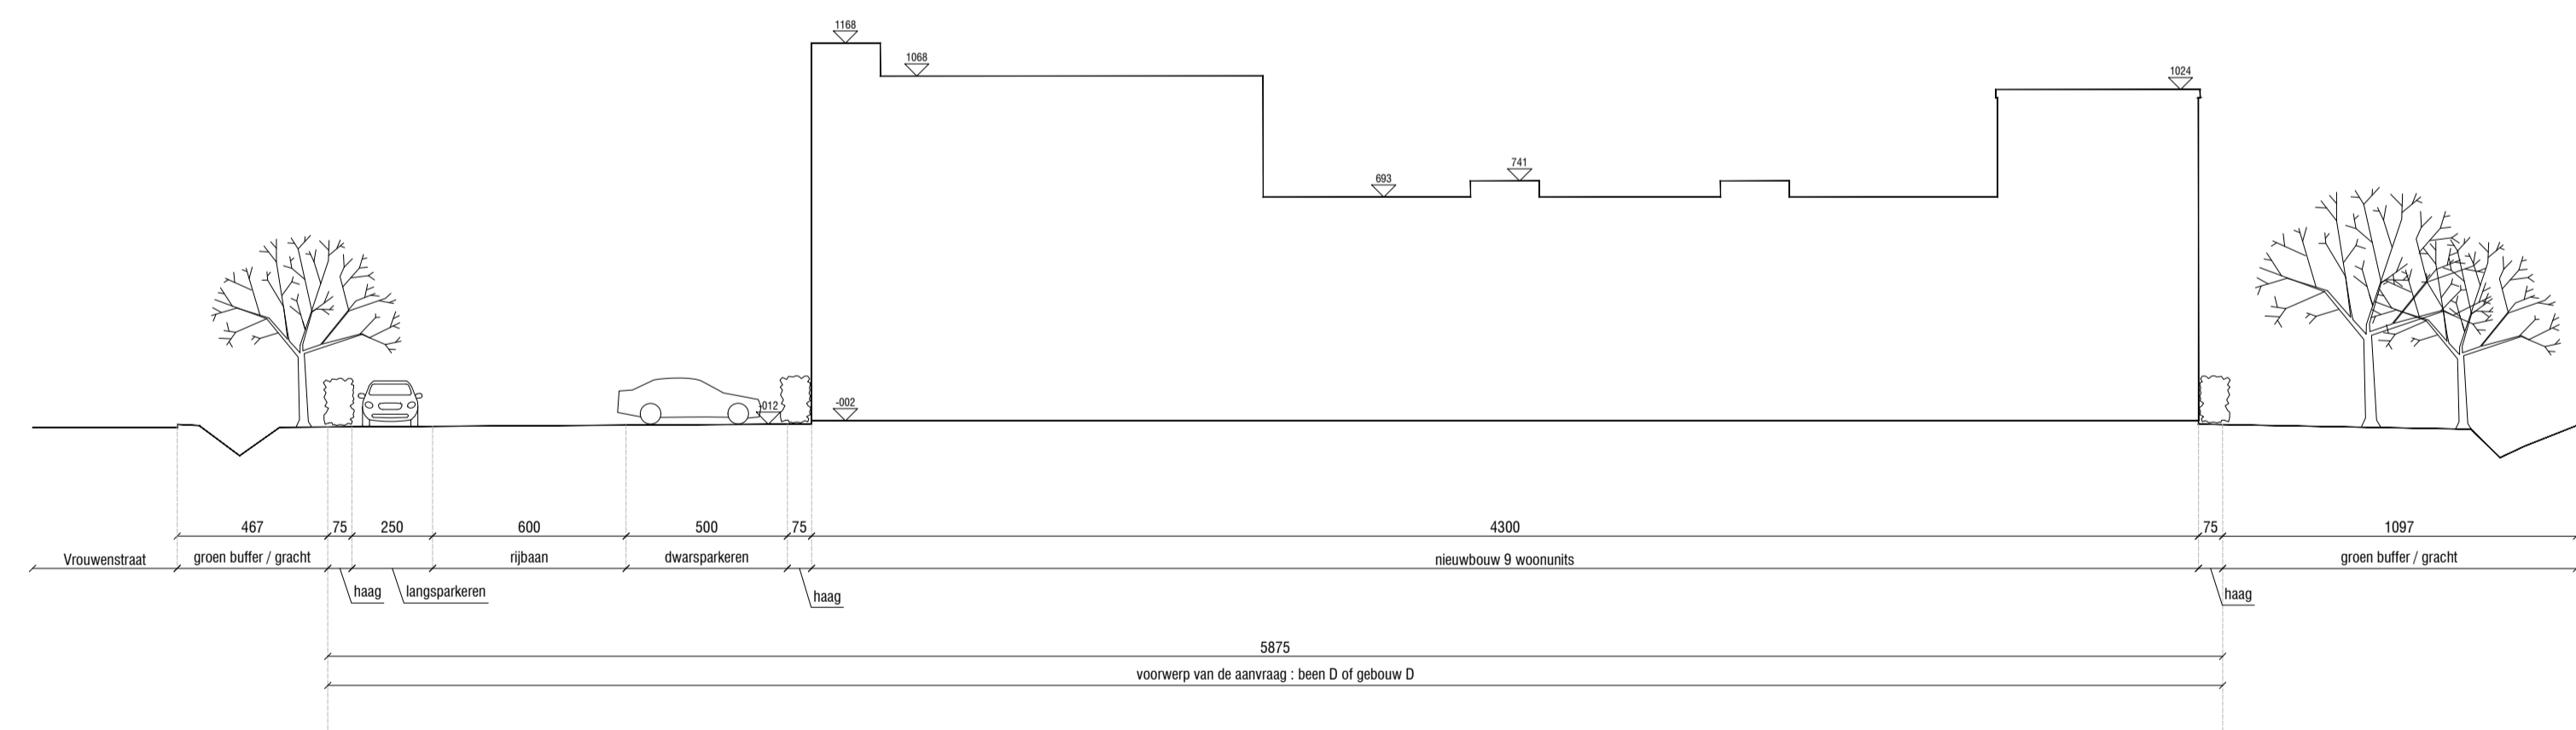 1168
1068
1024
741
693
-012
-002
467 75 250 600 500 75 4300 75 1097
Vrouwenstraat groen buffer / gracht rijbaan dwarsparkeren nieuwbouw 9 woonunits groen buffer / gracht
haag langsparkeren haag haag
5875
voorwerp van de aanvraag : been D of gebouw D